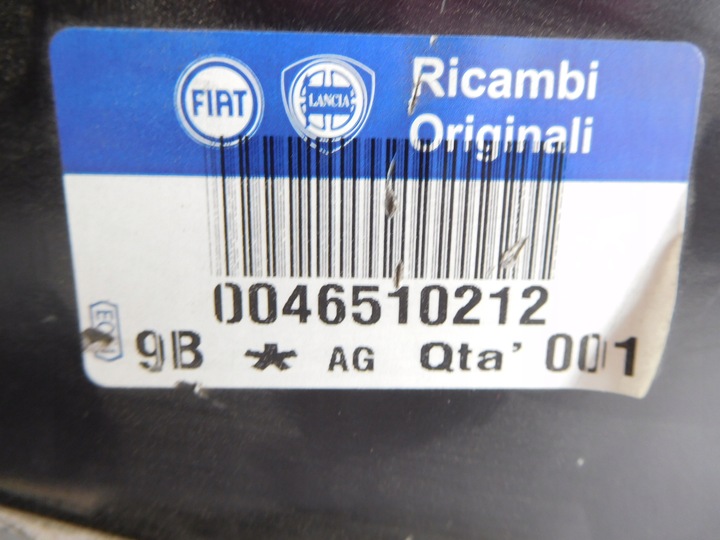 FIAT
LANCIA
Ricambi
Originali
0046510212
9B AG Qta' 001